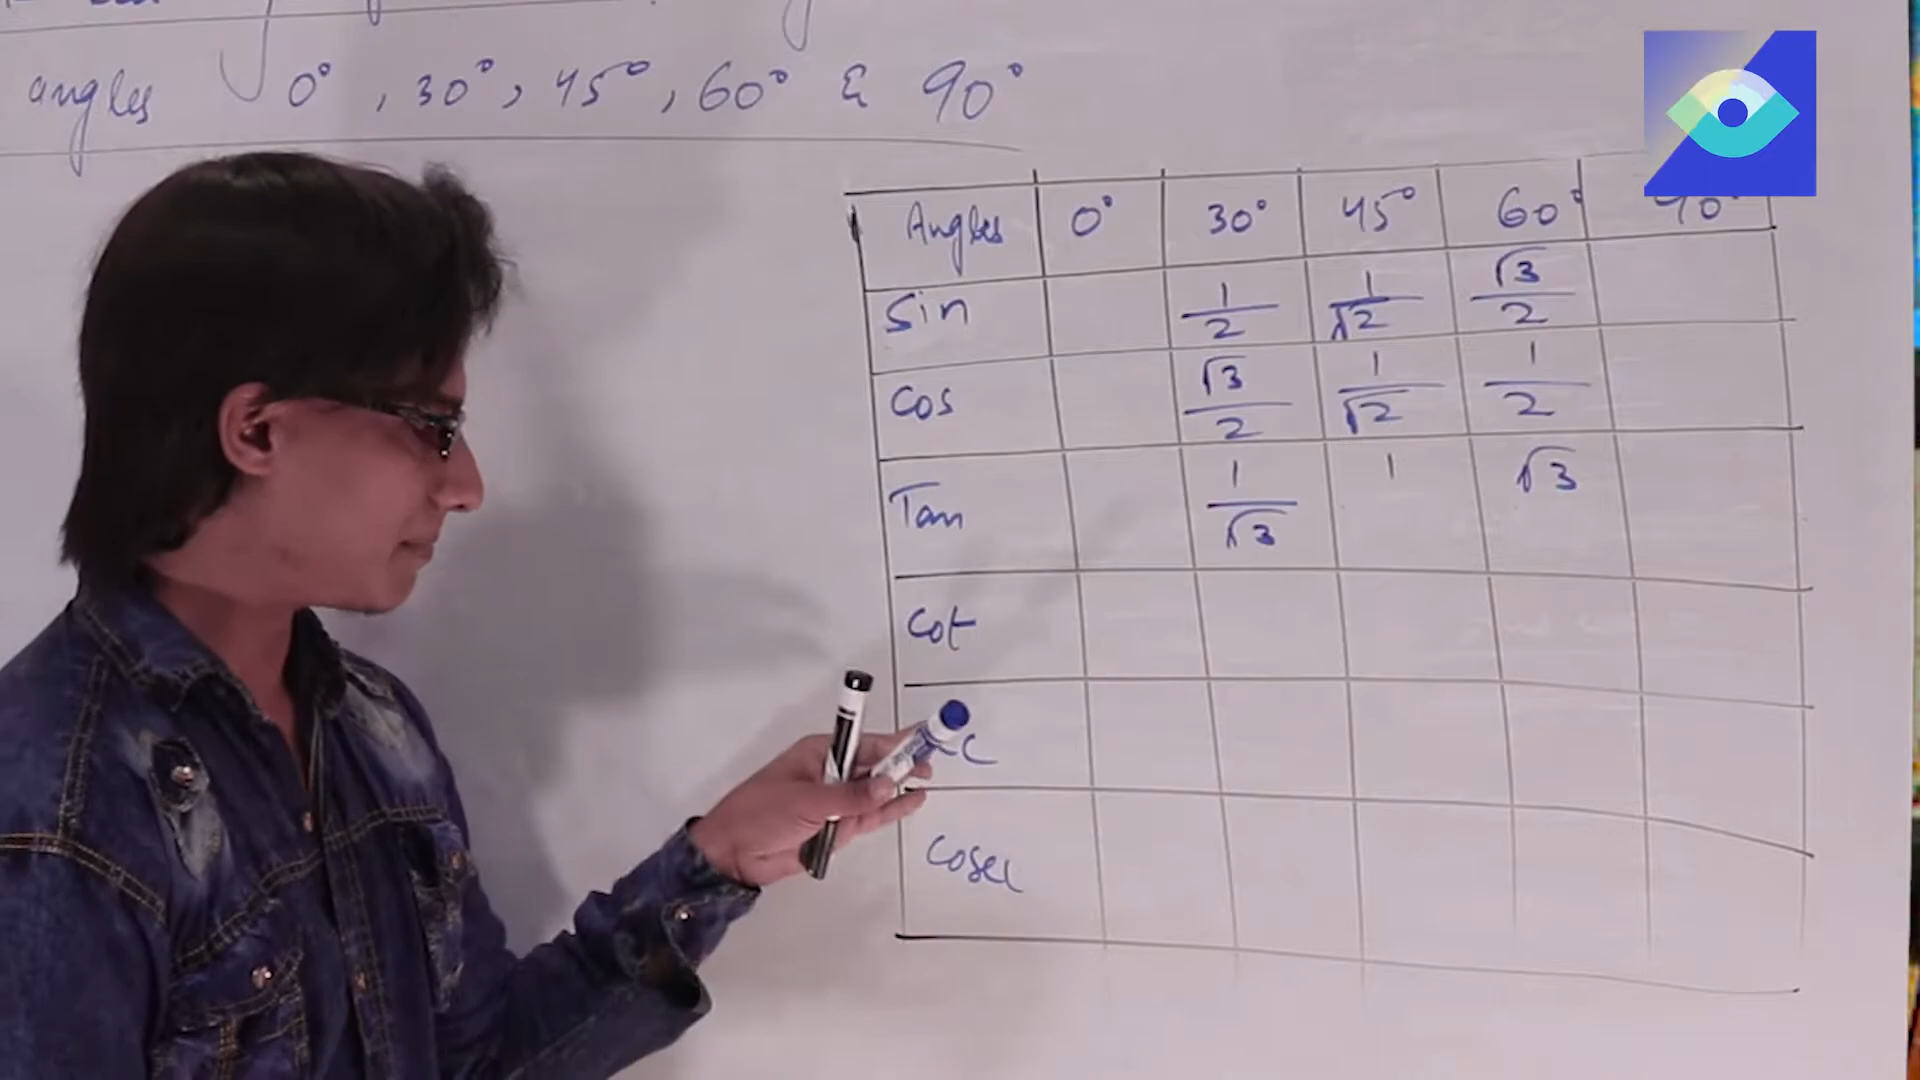 angles 0°, 30°, 45°, 60° & 90°
Angles 0° 30° 45° 60° 90°
Sin 1/2 1/√2 √3/2
Cos √3/2 1/√2 1/2
Tan 1/√3 1 √3
Cot
Cosec